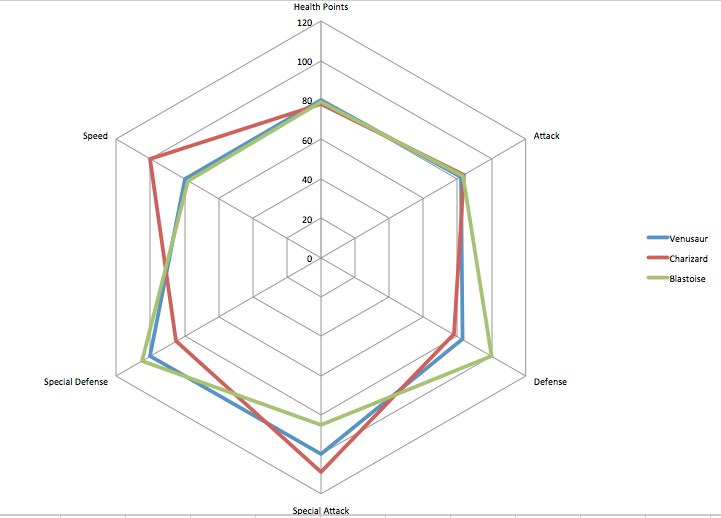 Health Points
120
100
80
60
40
20
0
Speed
Attack
Venusaur
Charizard
Blastoise
Special Defense
Defense
Special Attack